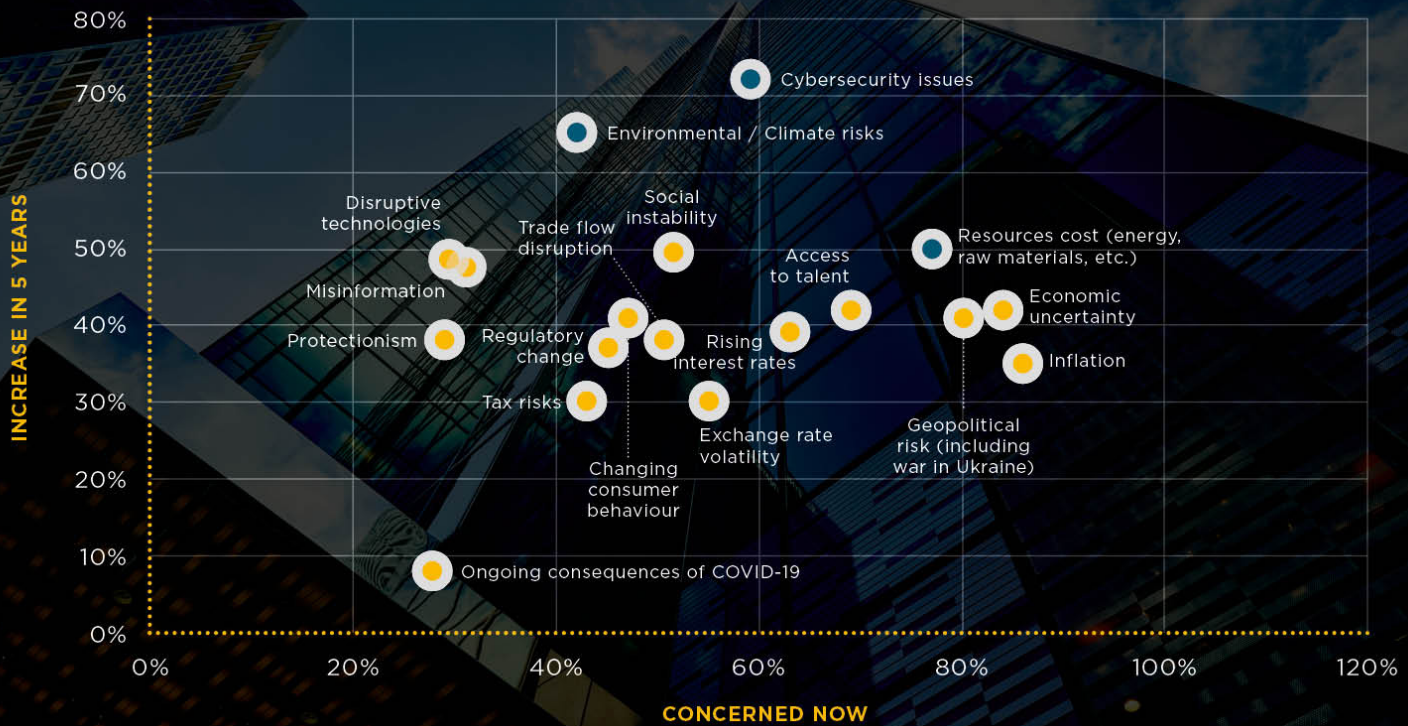 80%
70%
60%
50%
40%
30%
20%
10%
0%
INCREASE IN 5 YEARS
Cybersecurity issues
Environmental / Climate risks
Disruptive
technologies
Misinformation
Protectionism
Trade flow
disruption
Social
instability
Regulatory
change
Tax risks
Changing
consumer
behaviour
Rising
interest rates
Exchange rate
volatility
Access
to talent
Resources cost (energy,
raw materials, etc.)
Economic
uncertainty
Inflation
Geopolitical
risk (including
war in Ukraine)
Ongoing consequences of COVID-19
0%
20%
40%
60%
80%
100%
120%
CONCERNED NOW